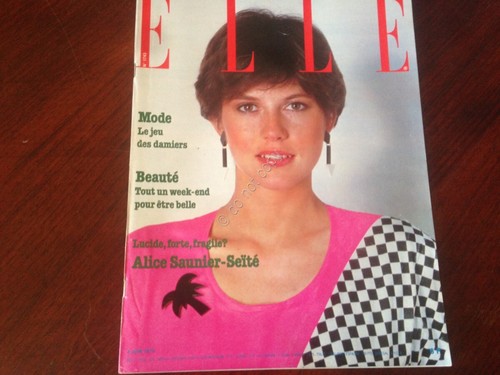 ELLE
Mode
Le jeu
des damiers
Beauté
Tout un week-end
pour être belle
Lucide, forte, fragile?
Alice Saunier-Seïté